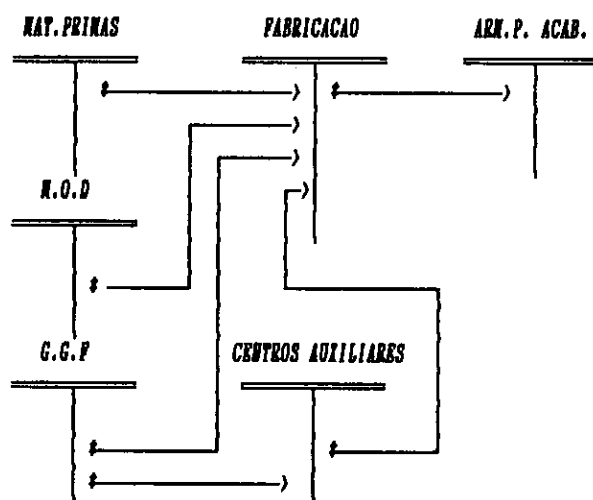 MAT.PRIMAS
FABRICACAO
ARM.P. ACAB.
M.O.D
G.G.F
CENTROS AUXILIARES